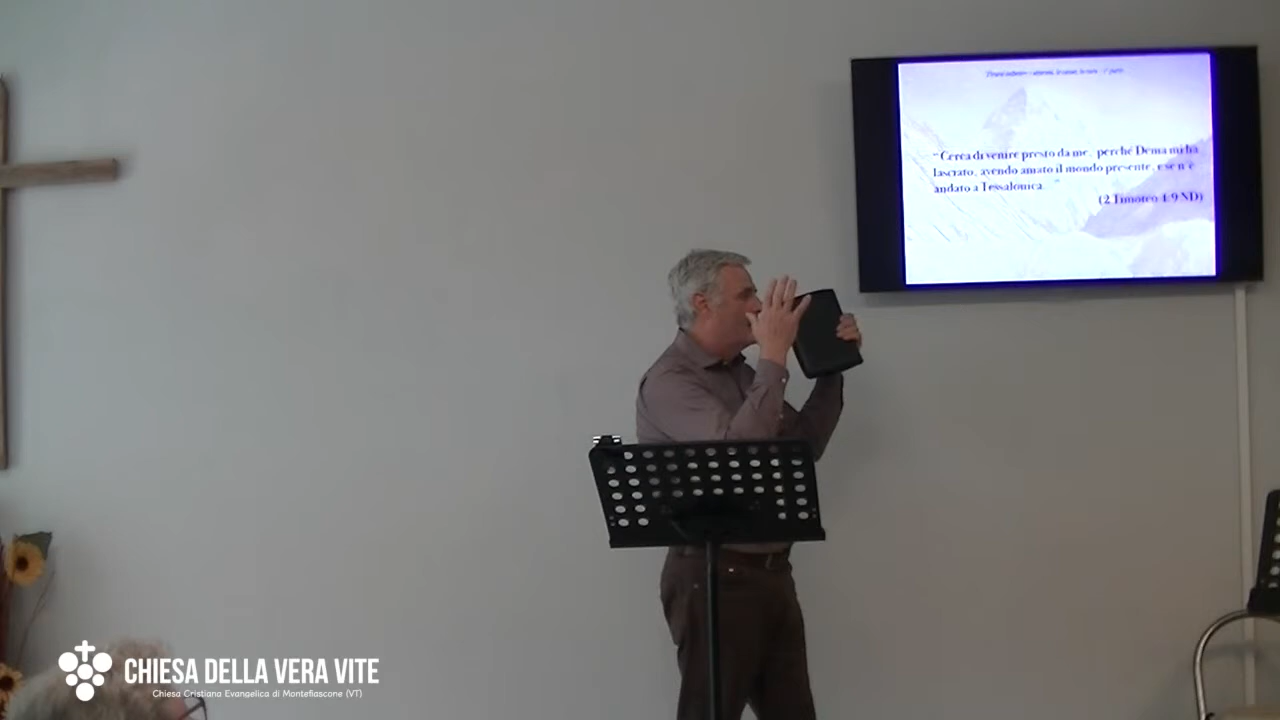 “Cerca di venire presto da me, perché Dema mi ha
lasciato, avendo amato il mondo presente, e se n'è
andato a Tessalonica.”
(2 Timoteo 4:9 ND)
CHIESA DELLA VERA VITE
Chiesa Cristiana Evangelica di Montefiascone (VT)